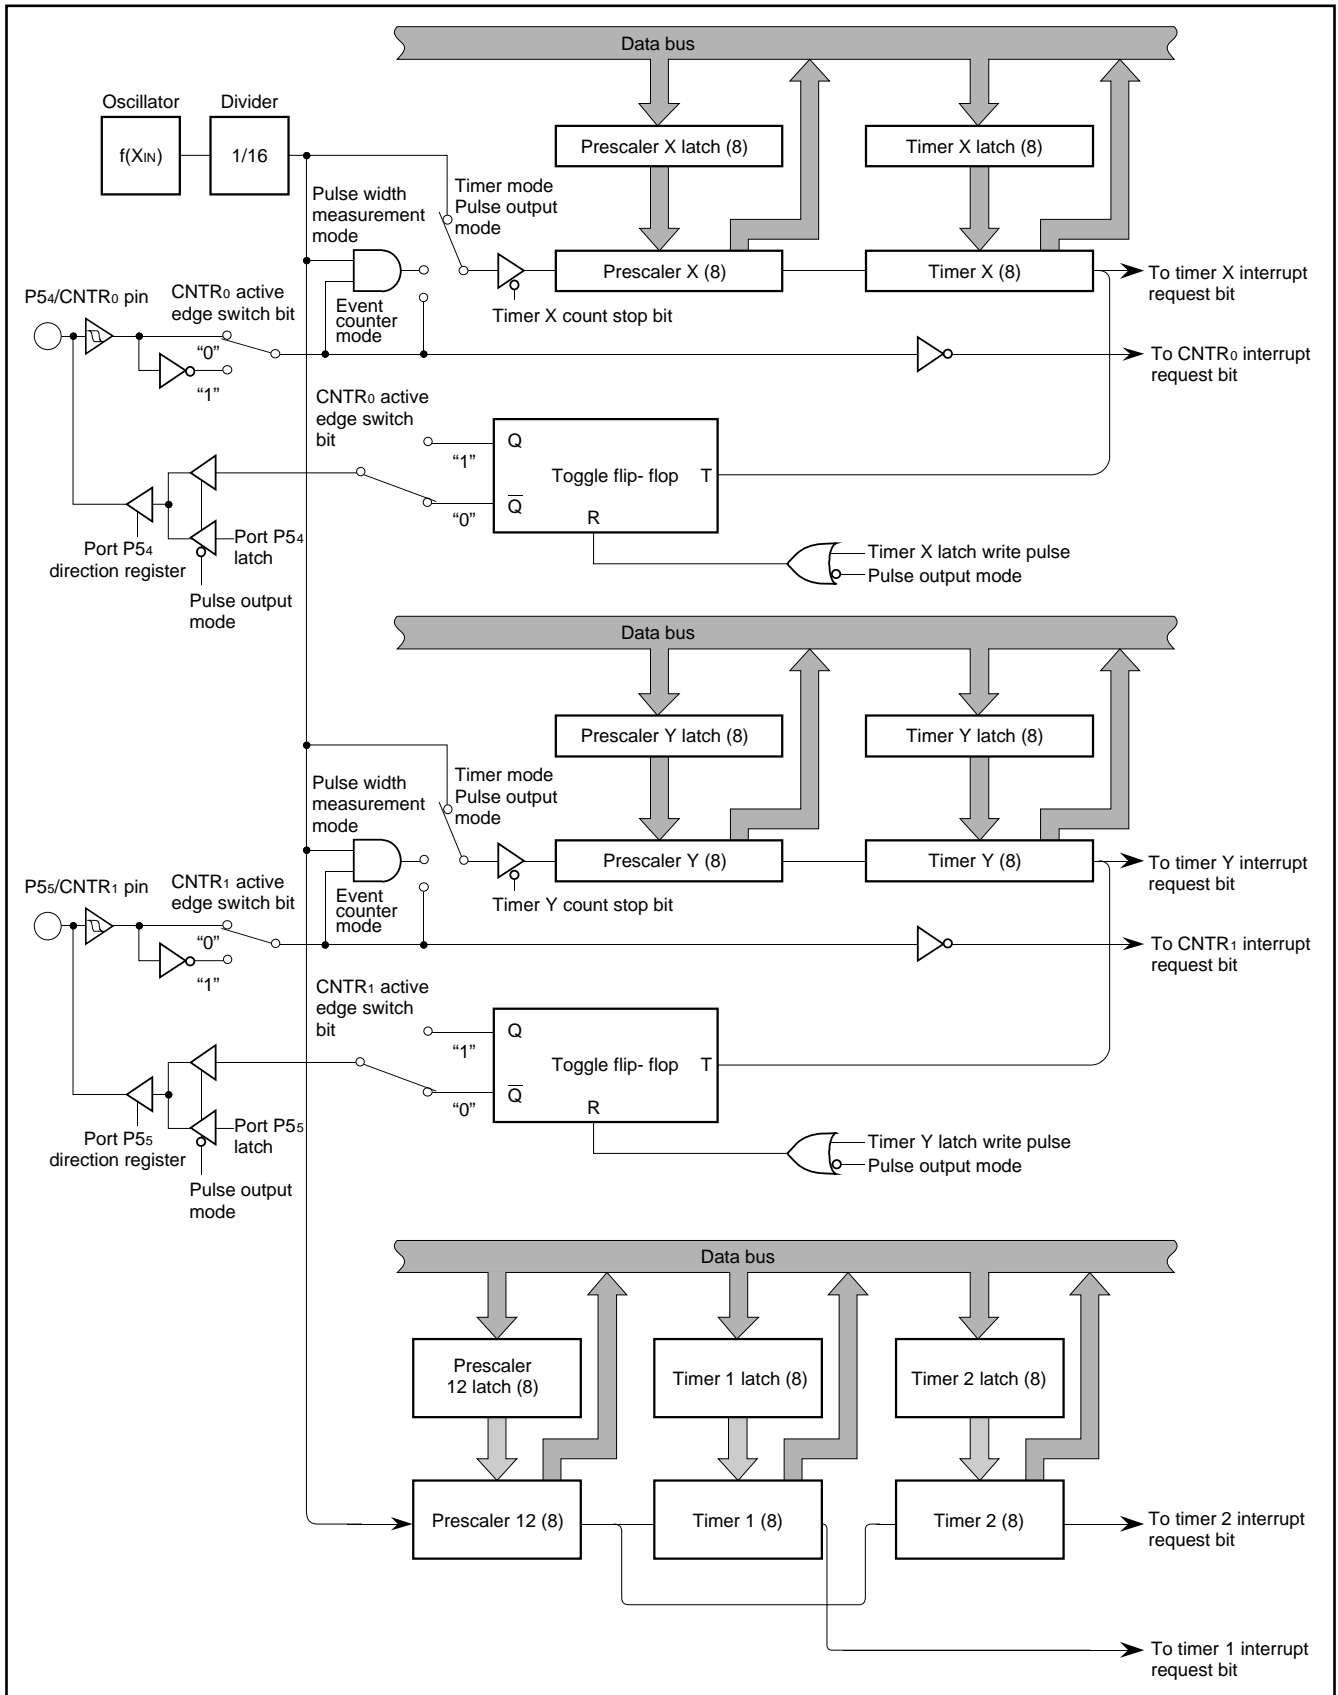 Data bus
Oscillator
Divider
f(XIN)
1/16
Prescaler X latch (8)
Timer X latch (8)
Pulse width
measurement
mode
Timer mode
Pulse output
mode
Prescaler X (8)
Timer X (8)
To timer X interrupt
request bit
P54/CNTR0 pin
CNTR0 active
edge switch bit
Event
counter
mode
Timer X count stop bit
“0”
“1”
To CNTR0 interrupt
request bit
CNTR0 active
edge switch
bit
“1”
“0”
Q
Toggle flip- flop
T
Q
R
Port P54
latch
Port P54
direction register
Pulse output
mode
Timer X latch write pulse
Pulse output mode
Data bus
Prescaler Y latch (8)
Timer Y latch (8)
Pulse width
measurement
mode
Timer mode
Pulse output
mode
Prescaler Y (8)
Timer Y (8)
To timer Y interrupt
request bit
P55/CNTR1 pin
CNTR1 active
edge switch bit
Event
counter
mode
Timer Y count stop bit
“0”
“1”
To CNTR1 interrupt
request bit
CNTR1 active
edge switch
bit
“1”
“0”
Q
Toggle flip- flop
T
Q
R
Port P55
latch
Port P55
direction register
Pulse output
mode
Timer Y latch write pulse
Pulse output mode
Data bus
Prescaler
12 latch (8)
Timer 1 latch (8)
Timer 2 latch (8)
Prescaler 12 (8)
Timer 1 (8)
Timer 2 (8)
To timer 2 interrupt
request bit
To timer 1 interrupt
request bit